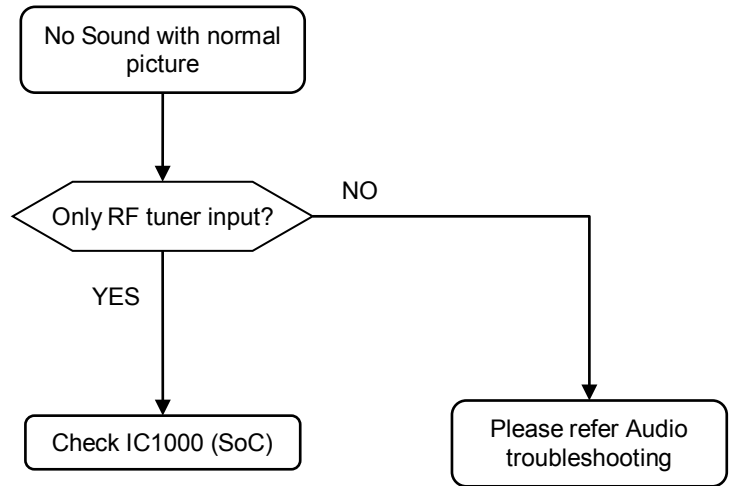 No Sound with normal
picture
Only RF tuner input?
NO
YES
Check IC1000 (SoC)
Please refer Audio
troubleshooting